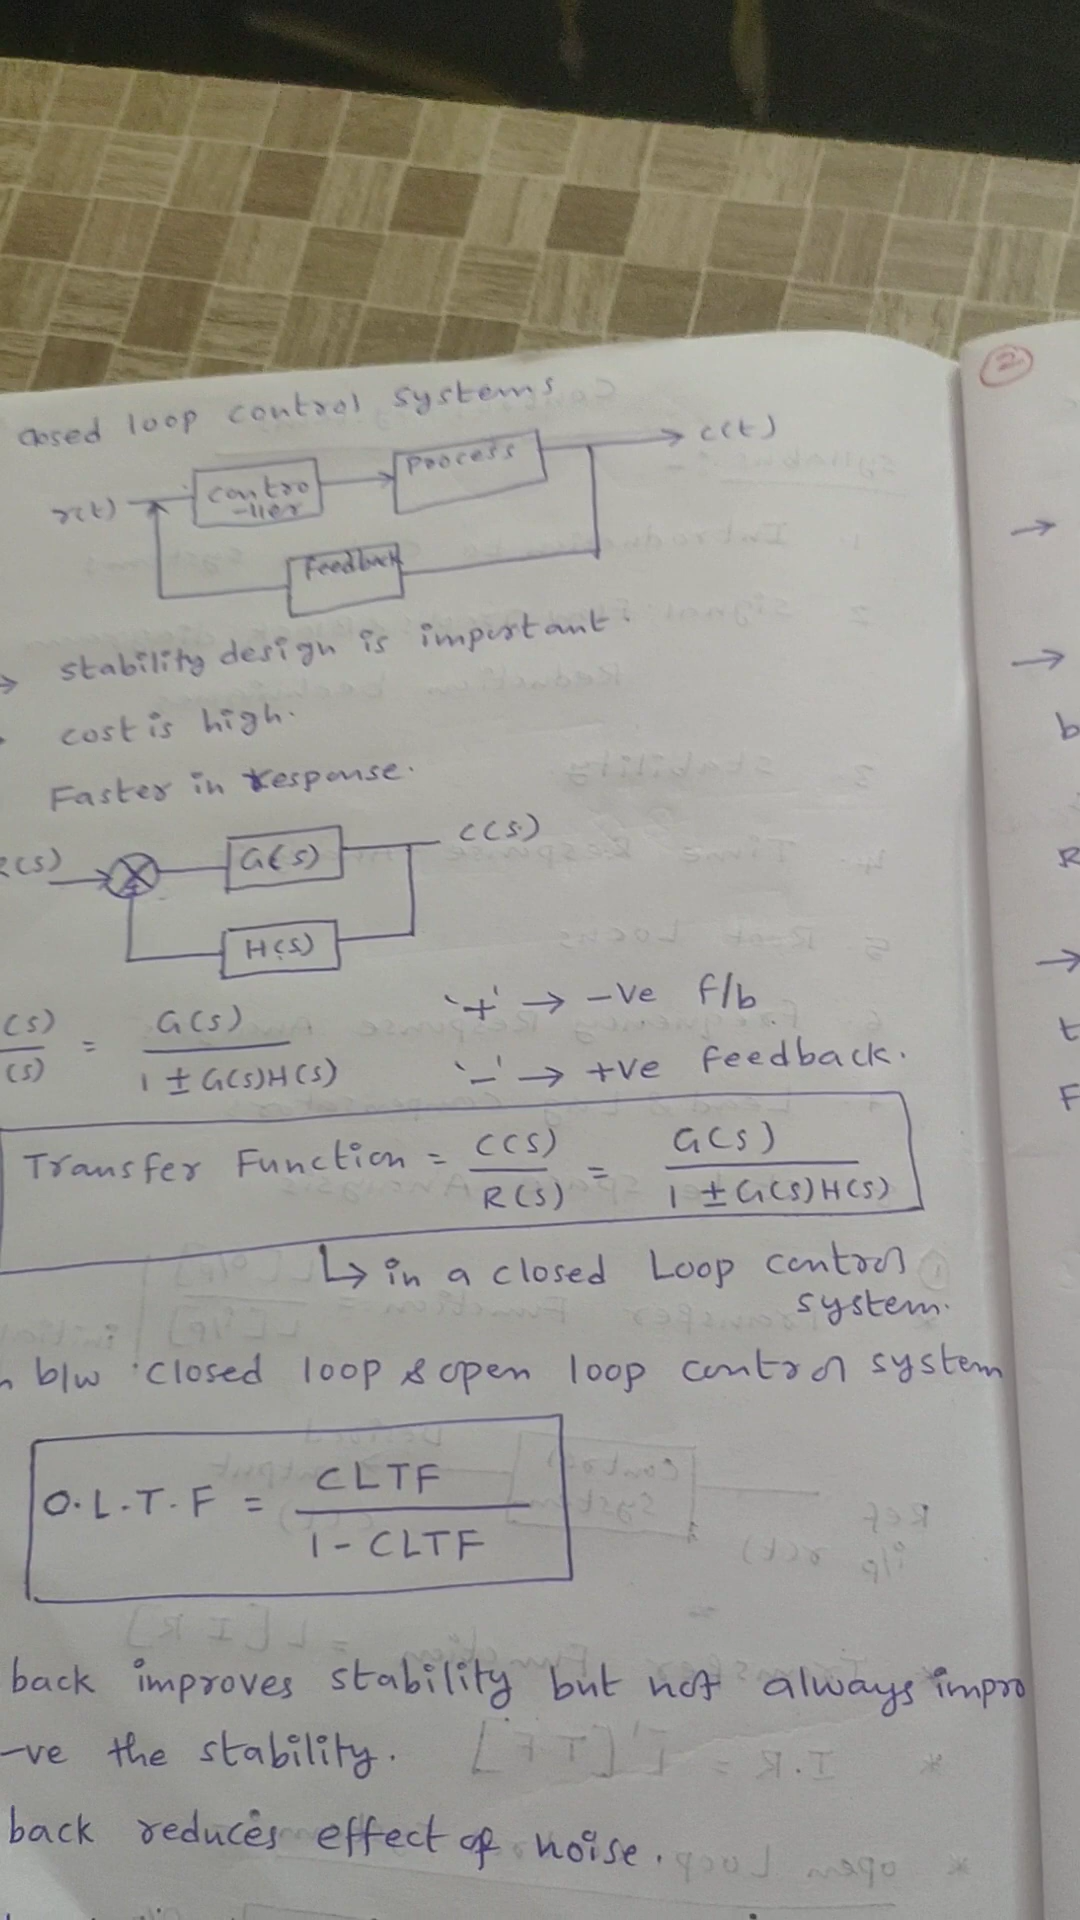 closed loop control systems
r(t) contro -ller process c(t)
Feedback
→ stability design is important.
cost is high.
Faster in response.
R(s) G(s) C(s)
H(s)
(s)/(s) = G(s)/1 ± G(s)H(s)
'+' → -ve f/b
'-' → +ve feedback.
Transfer Function = C(s)/R(s) = G(s)/1 ± G(s)H(s)
↳ in a closed Loop control
system.
b/w closed loop & open loop control system
O.L.T.F = CLTF/1 - CLTF
back improves stability but not always impro
-ve the stability.
back reduces effect of noise.
2
→
→
b
R
→
t
F